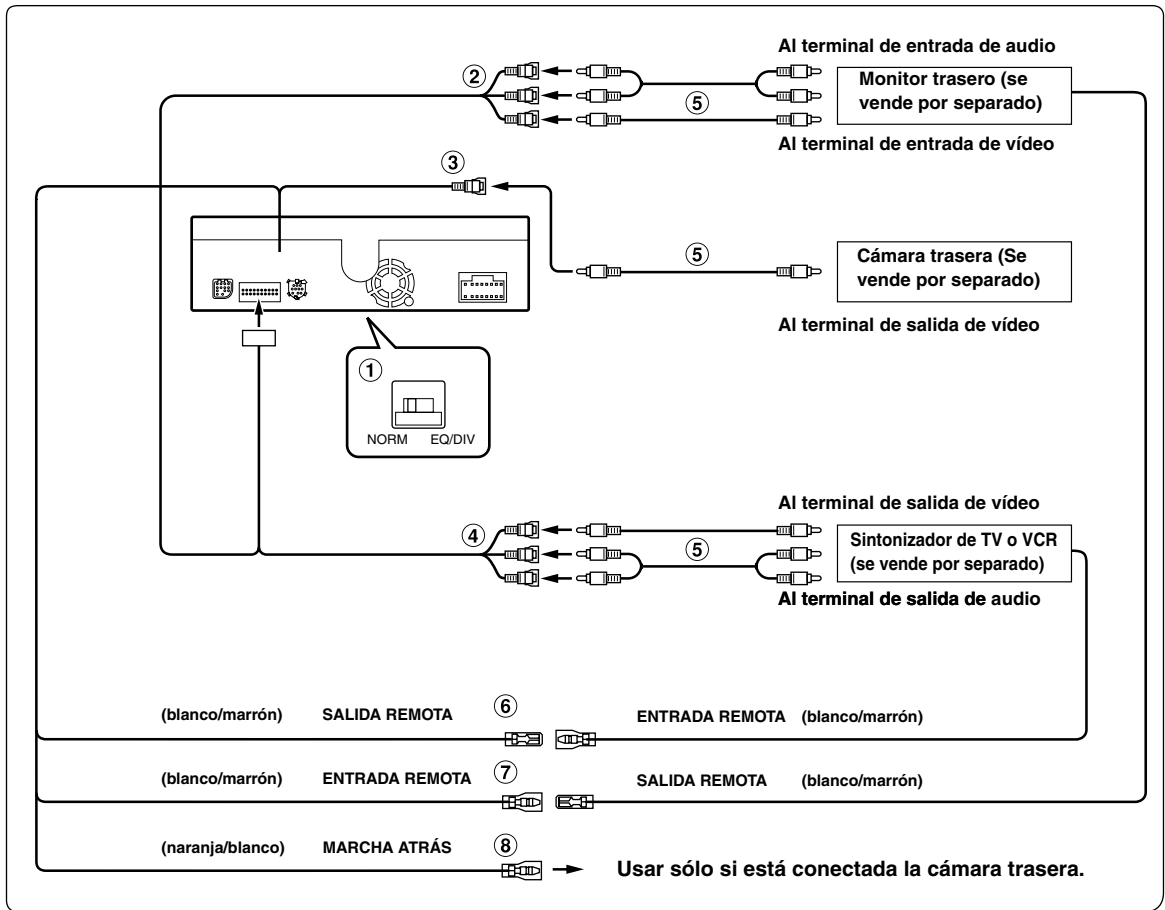 Al terminal de entrada de audio
②
Monitor trasero (se
vende por separado)
⑤
Al terminal de entrada de vídeo
③
⑤
Cámara trasera (Se
vende por separado)
Al terminal de salida de vídeo
①
NORM EQ/DIV
Al terminal de salida de vídeo
④
⑤
Sintonizador de TV o VCR
(se vende por separado)
Al terminal de salida de audio
(blanco/marrón) SALIDA REMOTA ⑥ ENTRADA REMOTA (blanco/marrón)
(blanco/marrón) ENTRADA REMOTA ⑦ SALIDA REMOTA (blanco/marrón)
(naranja/blanco) MARCHA ATRÁS ⑧
Usar sólo si está conectada la cámara trasera.